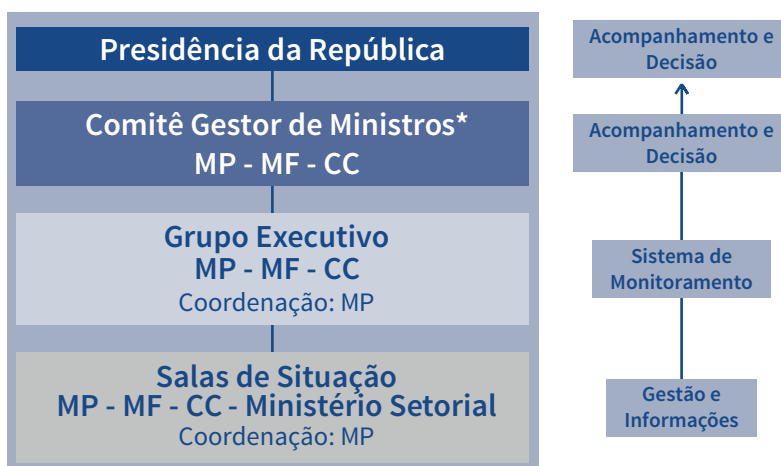 Presidência da República
Comitê Gestor de Ministros*
MP - MF - CC
Grupo Executivo
MP - MF - CC
Coordenação: MP
Salas de Situação
MP - MF - CC - Ministério Setorial
Coordenação: MP
Acompanhamento e
Decisão
Acompanhamento e
Decisão
Sistema de
Monitoramento
Gestão e
Informações